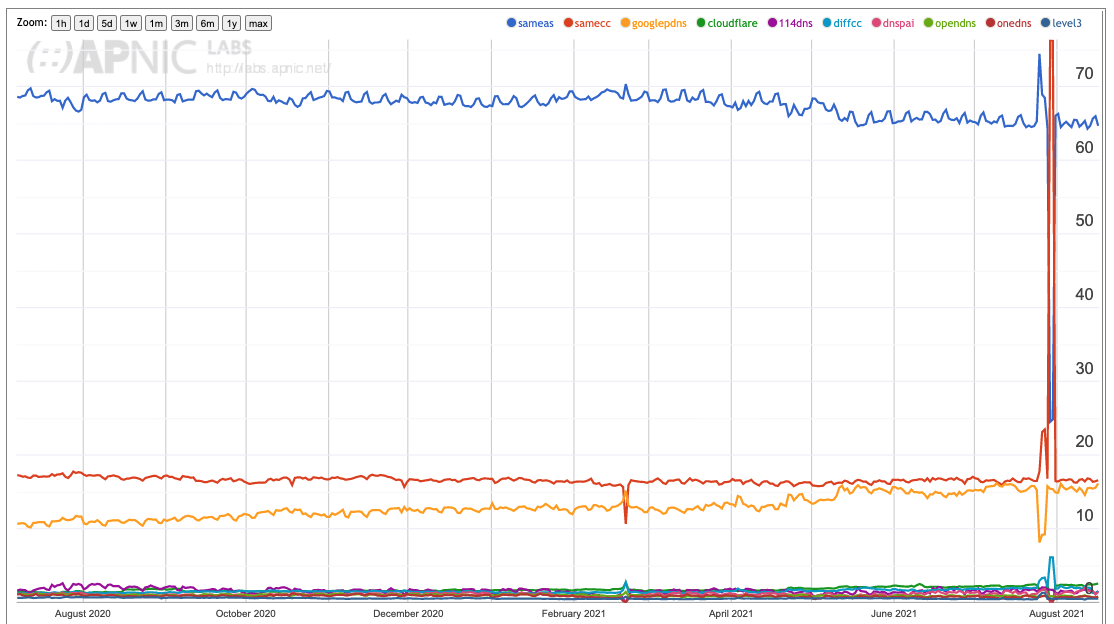 Zoom: 1h 1d 5d 1w 1m 3m 6m 1y max
sameas samecc googlepdns cloudflare 114dns diffcc dnspai opendns onedns level3
((::))APNIC LABS
http://labs.apnic.net/
70
60
50
40
30
20
10
0
August 2020 October 2020 December 2020 February 2021 April 2021 June 2021 August 2021